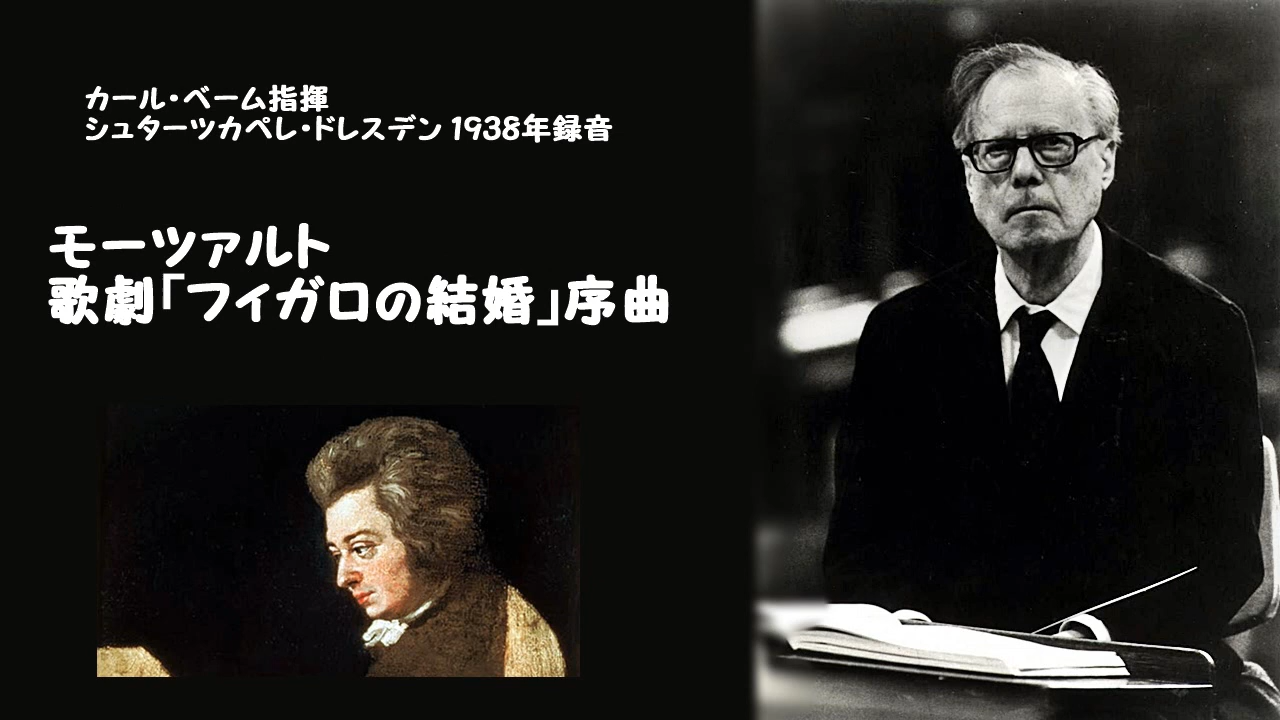 カール・ベーム指揮
シュターツカペレ・ドレスデン 1938年録音
モーツァルト
歌劇「フィガロの結婚」序曲